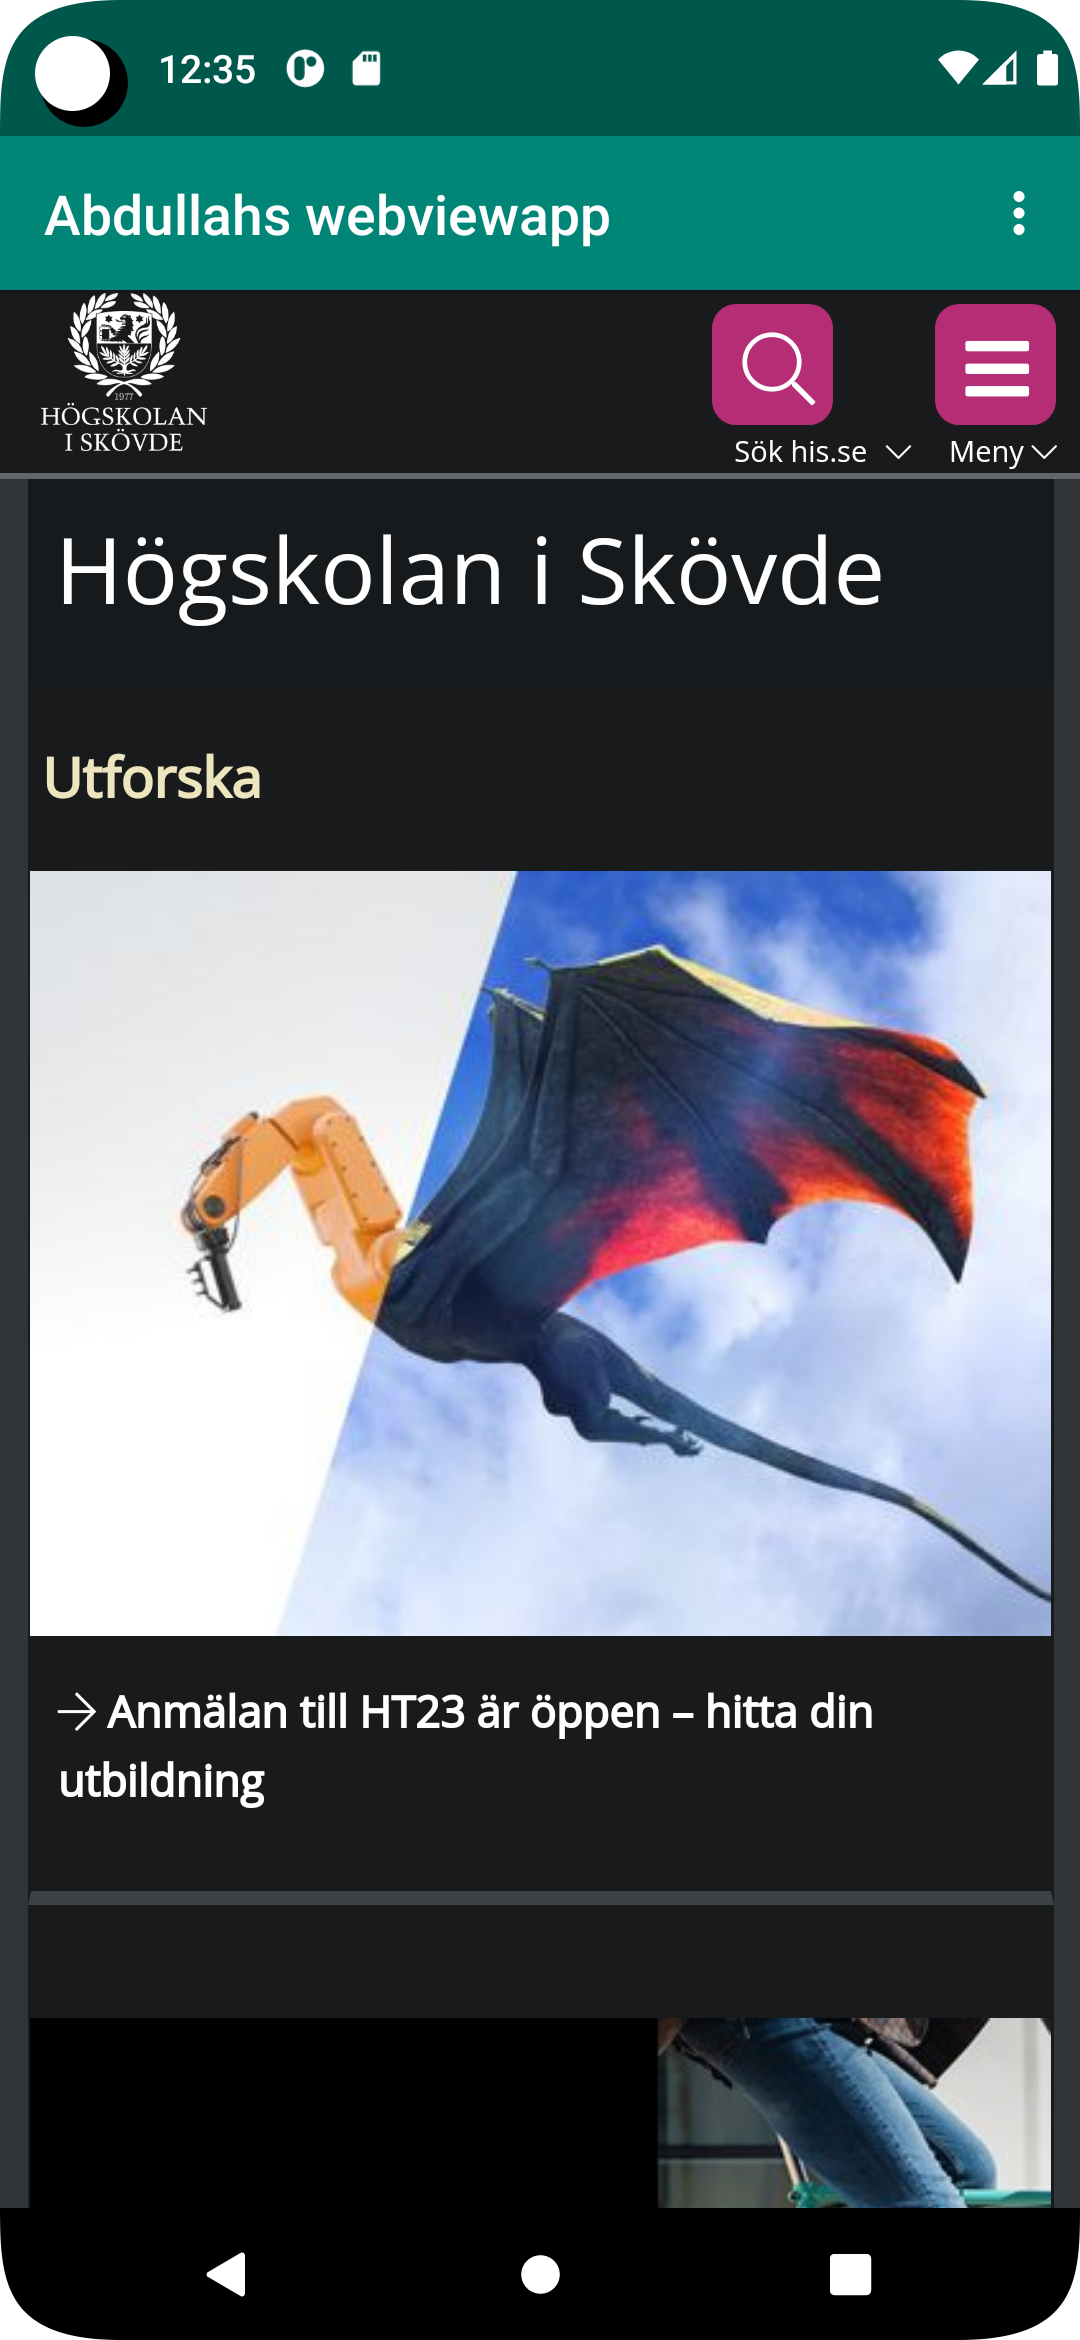 12:35
Abdullahs webviewapp
1977
HÖGSKOLAN
I SKÖVDE
Sök his.se
Meny
Högskolan i Skövde
Utforska
→ Anmälan till HT23 är öppen – hitta din
utbildning